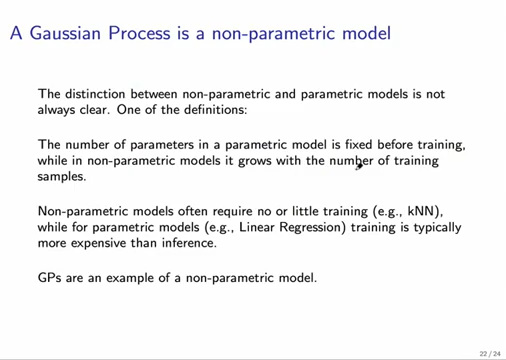 A Gaussian Process is a non-parametric model
The distinction between non-parametric and parametric models is not
always clear. One of the definitions:
The number of parameters in a parametric model is fixed before training,
while in non-parametric models it grows with the number of training
samples.
Non-parametric models often require no or little training (e.g., kNN),
while for parametric models (e.g., Linear Regression) training is typically
more expensive than inference.
GPs are an example of a non-parametric model.
22 / 24